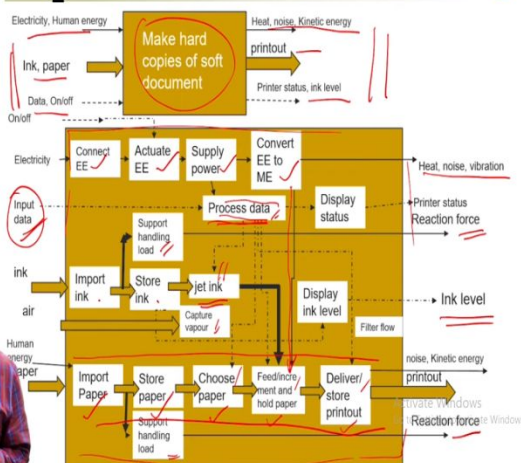 Electricity, Human energy
Heat, noise, Kinetic energy
Make hard
copies of soft
document
printout
Ink, paper
Printer status, ink level
Data, On/off
On/off
Electricity
Connect
EE
Actuate
EE
Supply
power
Convert
EE to
ME
Heat, noise, vibration
Input
data
Process data
Display
status
Printer status
Reaction force
Support
handling
load
ink
Import
ink
Store
ink
jet ink
Display
ink level
Ink level
air
Capture
vapour
Filter flow
Human
energy
noise, Kinetic energy
paper
Import
Paper
Store
paper
Choose
paper
Feed/incre
ment and
hold paper
Deliver/
store
printout
printout
Activate Windows
Reaction force
Support
handling
load